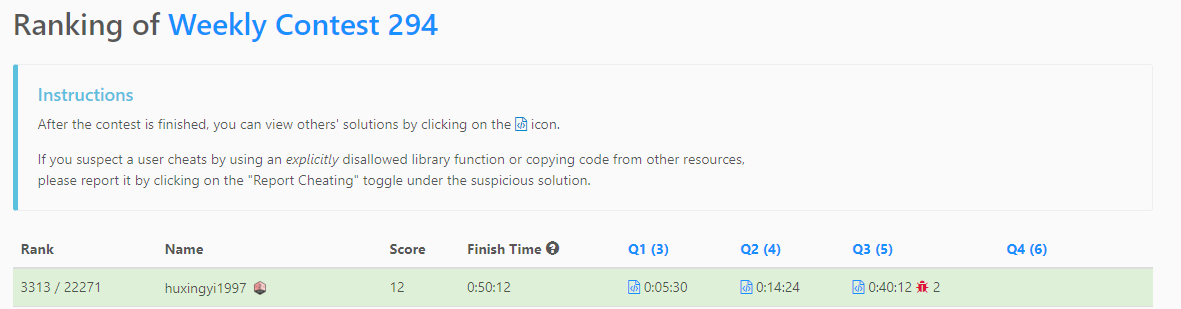 Ranking of Weekly Contest 294
Instructions
After the contest is finished, you can view others' solutions by clicking on the icon.
If you suspect a user cheats by using an explicitly disallowed library function or copying code from other resources,
please report it by clicking on the "Report Cheating" toggle under the suspicious solution.
Rank Name Score Finish Time Q1 (3) Q2 (4) Q3 (5) Q4 (6)
3313 / 22271 huxingyi1997 12 0:50:12 0:05:30 0:14:24 0:40:12 2